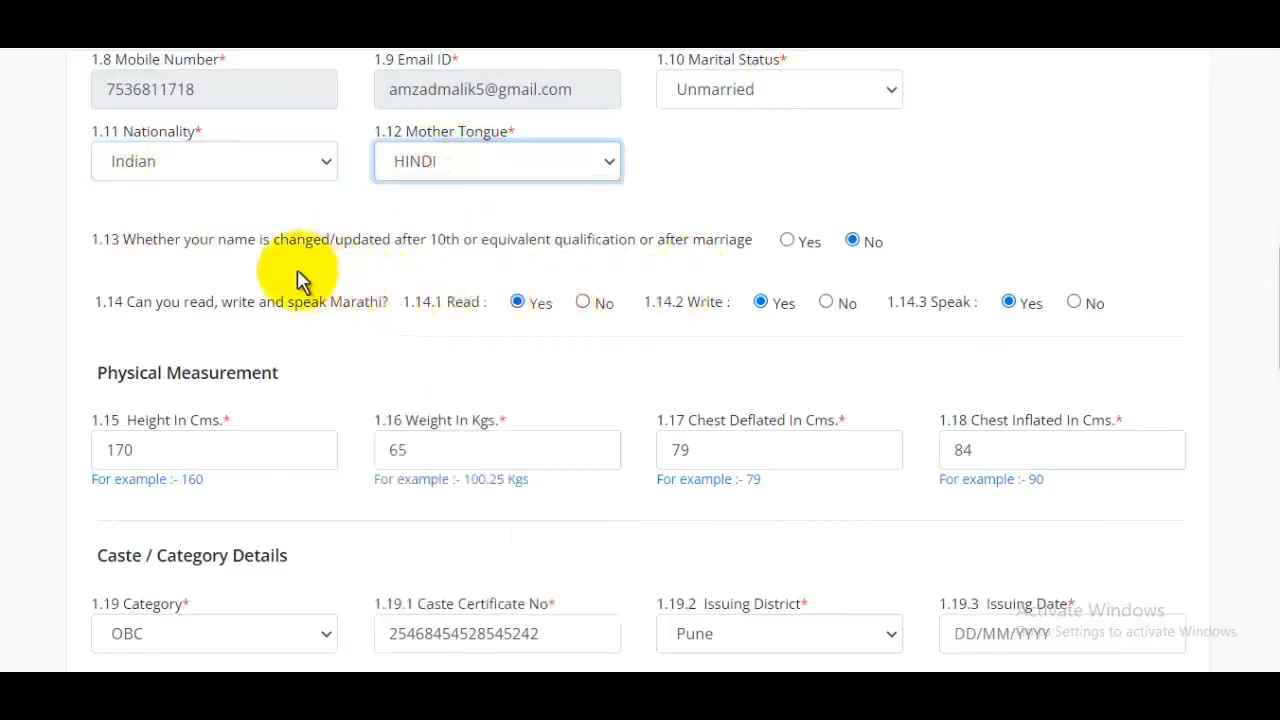 1.8 Mobile Number* 1.9 Email ID* 1.10 Marital Status*
7536811718 amzadmalik5@gmail.com Unmarried
1.11 Nationality* 1.12 Mother Tongue*
Indian HINDI
1.13 Whether your name is changed/updated after 10th or equivalent qualification or after marriage Yes No
1.14 Can you read, write and speak Marathi? 1.14.1 Read : Yes No 1.14.2 Write : Yes No 1.14.3 Speak : Yes No
Physical Measurement
1.15 Height In Cms.* 1.16 Weight In Kgs.* 1.17 Chest Deflated In Cms.* 1.18 Chest Inflated In Cms.*
170 65 79 84
For example :- 160 For example :- 100.25 Kgs For example :- 79 For example :- 90
Caste / Category Details
1.19 Category* 1.19.1 Caste Certificate No* 1.19.2 Issuing District* 1.19.3 Issuing Date*
Activate Windows
OBC 25468454528545242 Pune DD/MM/YYYY
Go to Settings to activate Windows.